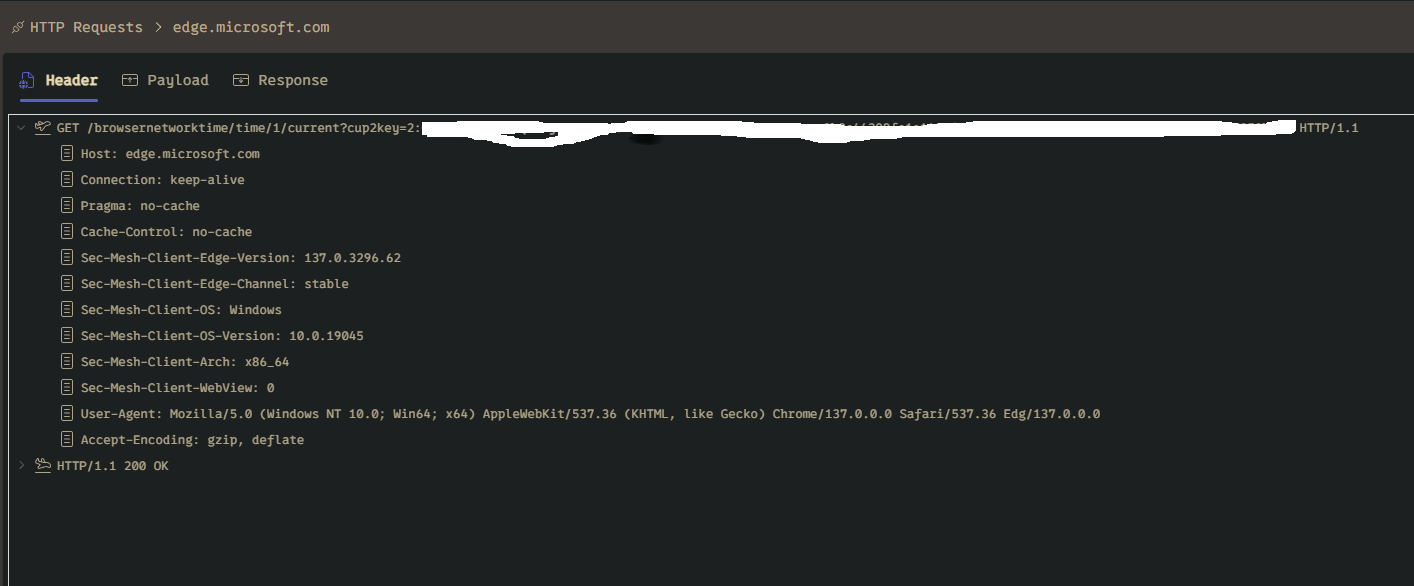 HTTP Requests > edge.microsoft.com
Header Payload Response
GET /browsernetworktime/time/1/current?cup2key=2: HTTP/1.1
Host: edge.microsoft.com
Connection: keep-alive
Pragma: no-cache
Cache-Control: no-cache
Sec-Mesh-Client-Edge-Version: 137.0.3296.62
Sec-Mesh-Client-Edge-Channel: stable
Sec-Mesh-Client-OS: Windows
Sec-Mesh-Client-OS-Version: 10.0.19045
Sec-Mesh-Client-Arch: x86_64
Sec-Mesh-Client-WebView: 0
User-Agent: Mozilla/5.0 (Windows NT 10.0; Win64; x64) AppleWebKit/537.36 (KHTML, like Gecko) Chrome/137.0.0.0 Safari/537.36 Edg/137.0.0.0
Accept-Encoding: gzip, deflate
HTTP/1.1 200 OK